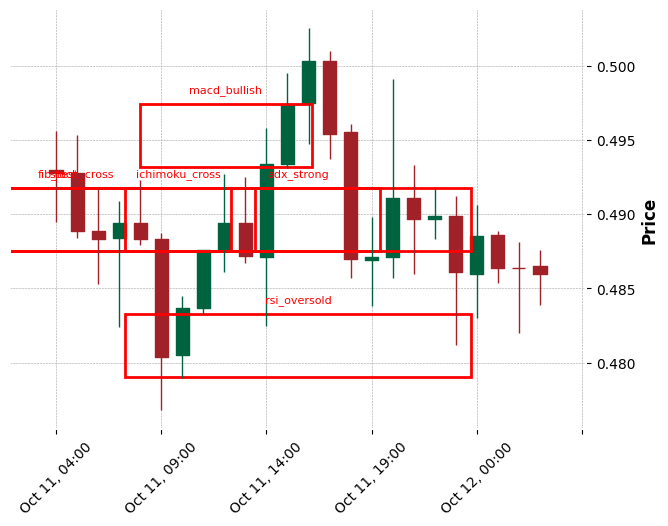 macd_bullish
ichimoku_cross
adx_strong
rsi_oversold
0.500
0.495
0.490
0.485
0.480
Price
Oct 11, 04:00
Oct 11, 09:00
Oct 11, 14:00
Oct 11, 19:00
Oct 12, 00:00